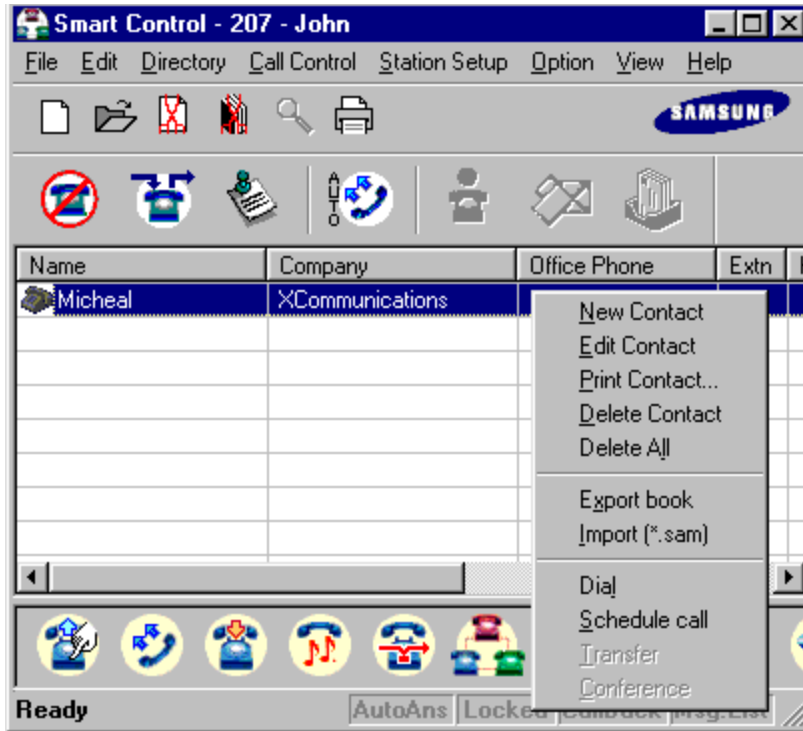 Smart Control - 207 - John
File Edit Directory Call Control Station Setup Option View Help
SAMSUNG
AUTO
Name Company Office Phone Extn
Micheal XCommunications
New Contact
Edit Contact
Print Contact...
Delete Contact
Delete All
Export book
Import (*.sam)
Dial
Schedule call
Transfer
Conference
Ready AutoAns Locked CallBack Msg.List